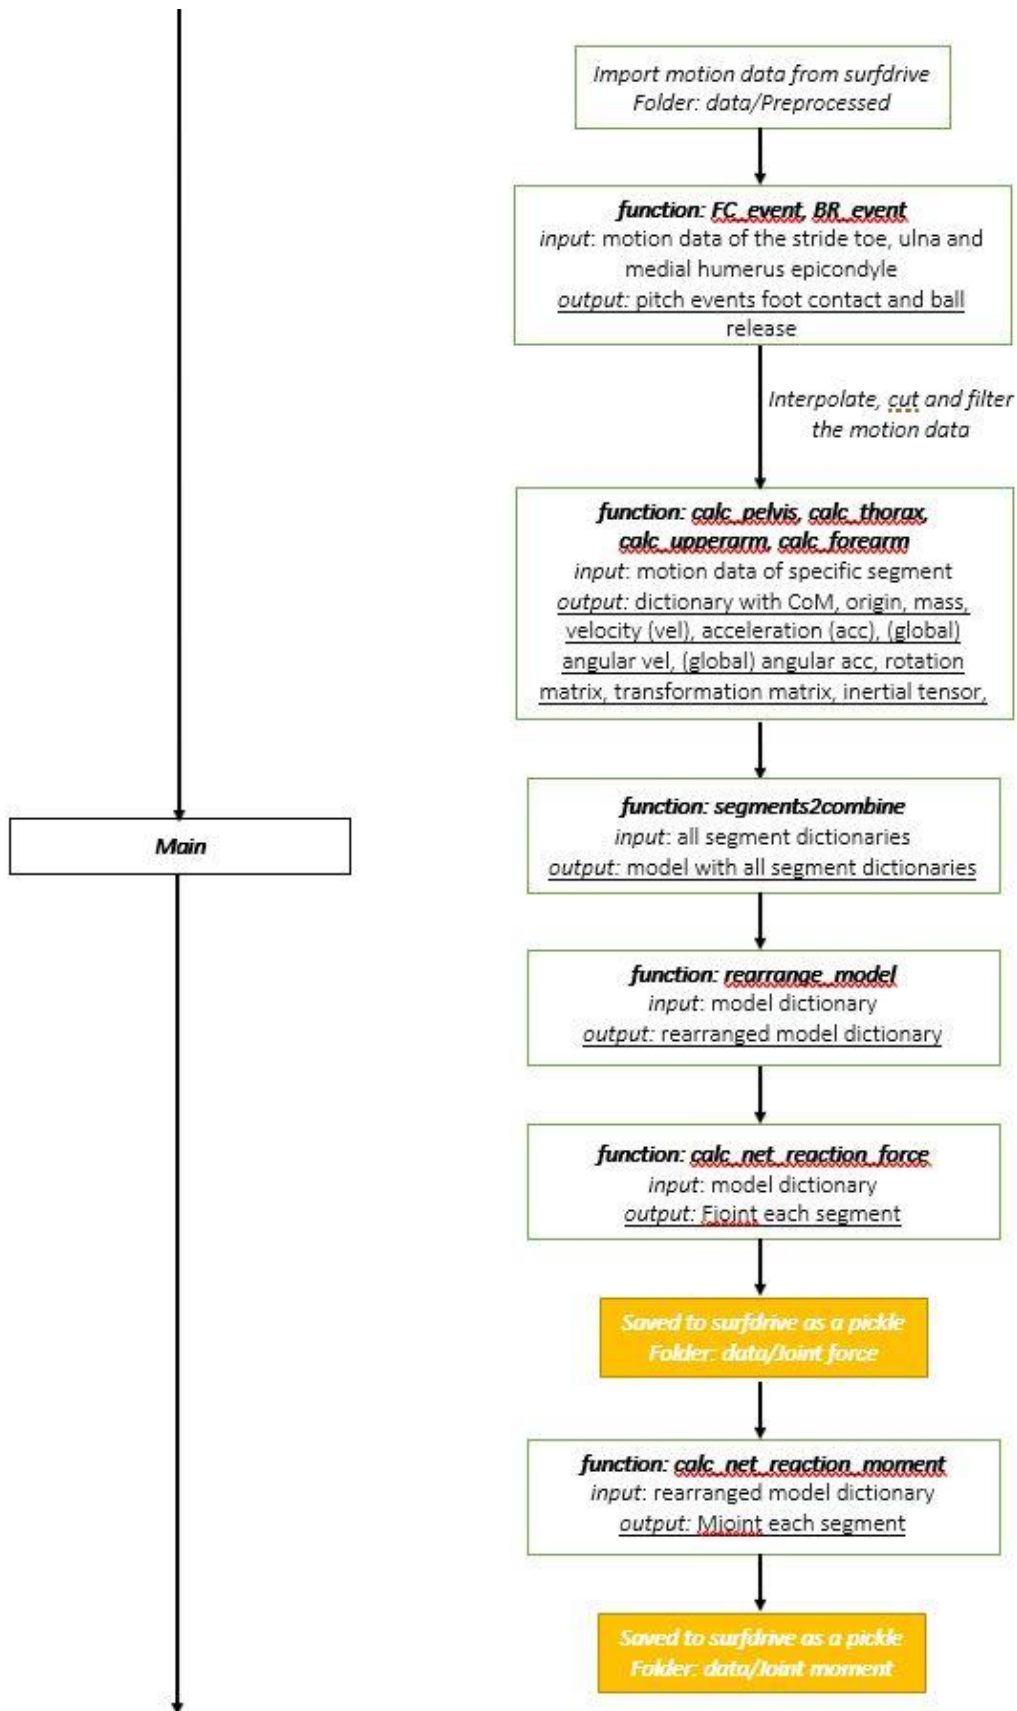 Import motion data from surfdrive
Folder: data/Preprocessed
function: FC_event, BR_event
input: motion data of the stride toe, ulna and
medial humerus epicondyle
output: pitch events foot contact and ball
release
Interpolate, cut and filter
the motion data
function: calc_pelvis, calc_thorax,
calc_upperarm, calc_forearm
input: motion data of specific segment
output: dictionary with CoM, origin, mass,
velocity (vel), acceleration (acc), (global)
angular vel, (global) angular acc, rotation
matrix, transformation matrix, inertial tensor,
function: segments2combine
input: all segment dictionaries
output: model with all segment dictionaries
Main
function: rearrange_model
input: model dictionary
output: rearranged model dictionary
function: calc_net_reaction_force
input: model dictionary
output: Fjoint each segment
Saved to surfdrive as a pickle
Folder: data/Joint force
function: calc_net_reaction_moment
input: rearranged model dictionary
output: Mjoint each segment
Saved to surfdrive as a pickle
Folder: data/Joint moment